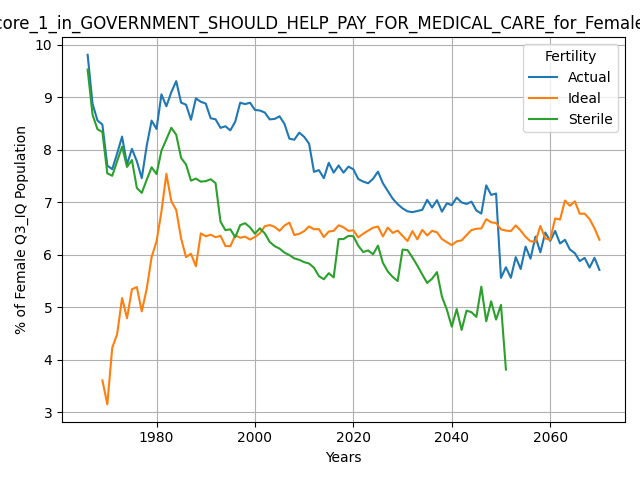 core_1_in_GOVERNMENT_SHOULD_HELP_PAY_FOR_MEDICAL_CARE_for_Female
Fertility
Actual
Ideal
Sterile
% of Female Q3_IQ Population
10
9
8
7
6
5
4
3
1980 2000 2020 2040 2060
Years